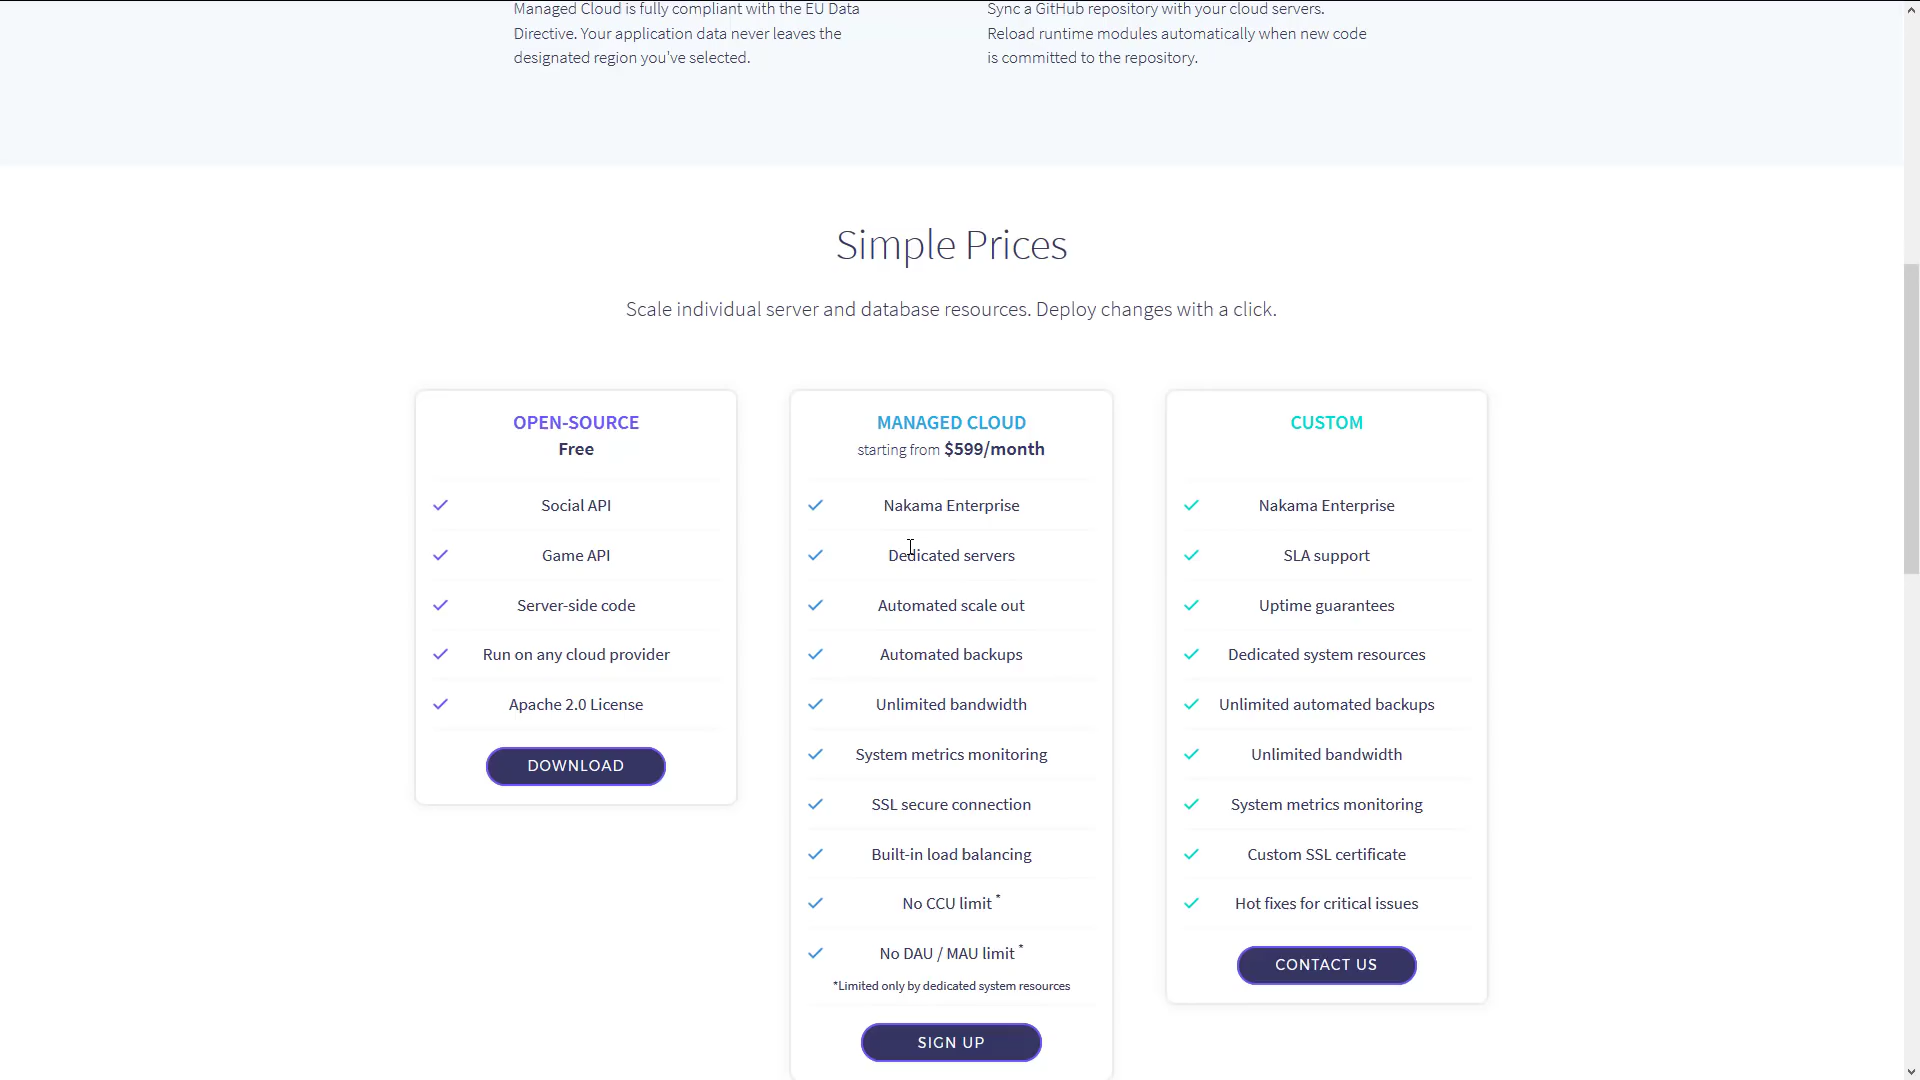 Managed Cloud is fully compliant with the EU Data
Directive. Your application data never leaves the
designated region you've selected.
Sync a GitHub repository with your cloud servers.
Reload runtime modules automatically when new code
is committed to the repository.
Simple Prices
Scale individual server and database resources. Deploy changes with a click.
OPEN-SOURCE
Free
Social API
Game API
Server-side code
Run on any cloud provider
Apache 2.0 License
DOWNLOAD
MANAGED CLOUD
starting from $599/month
Nakama Enterprise
Dedicated servers
Automated scale out
Automated backups
Unlimited bandwidth
System metrics monitoring
SSL secure connection
Built-in load balancing
No CCU limit *
No DAU / MAU limit *
*Limited only by dedicated system resources
SIGN UP
CUSTOM
Nakama Enterprise
SLA support
Uptime guarantees
Dedicated system resources
Unlimited automated backups
Unlimited bandwidth
System metrics monitoring
Custom SSL certificate
Hot fixes for critical issues
CONTACT US